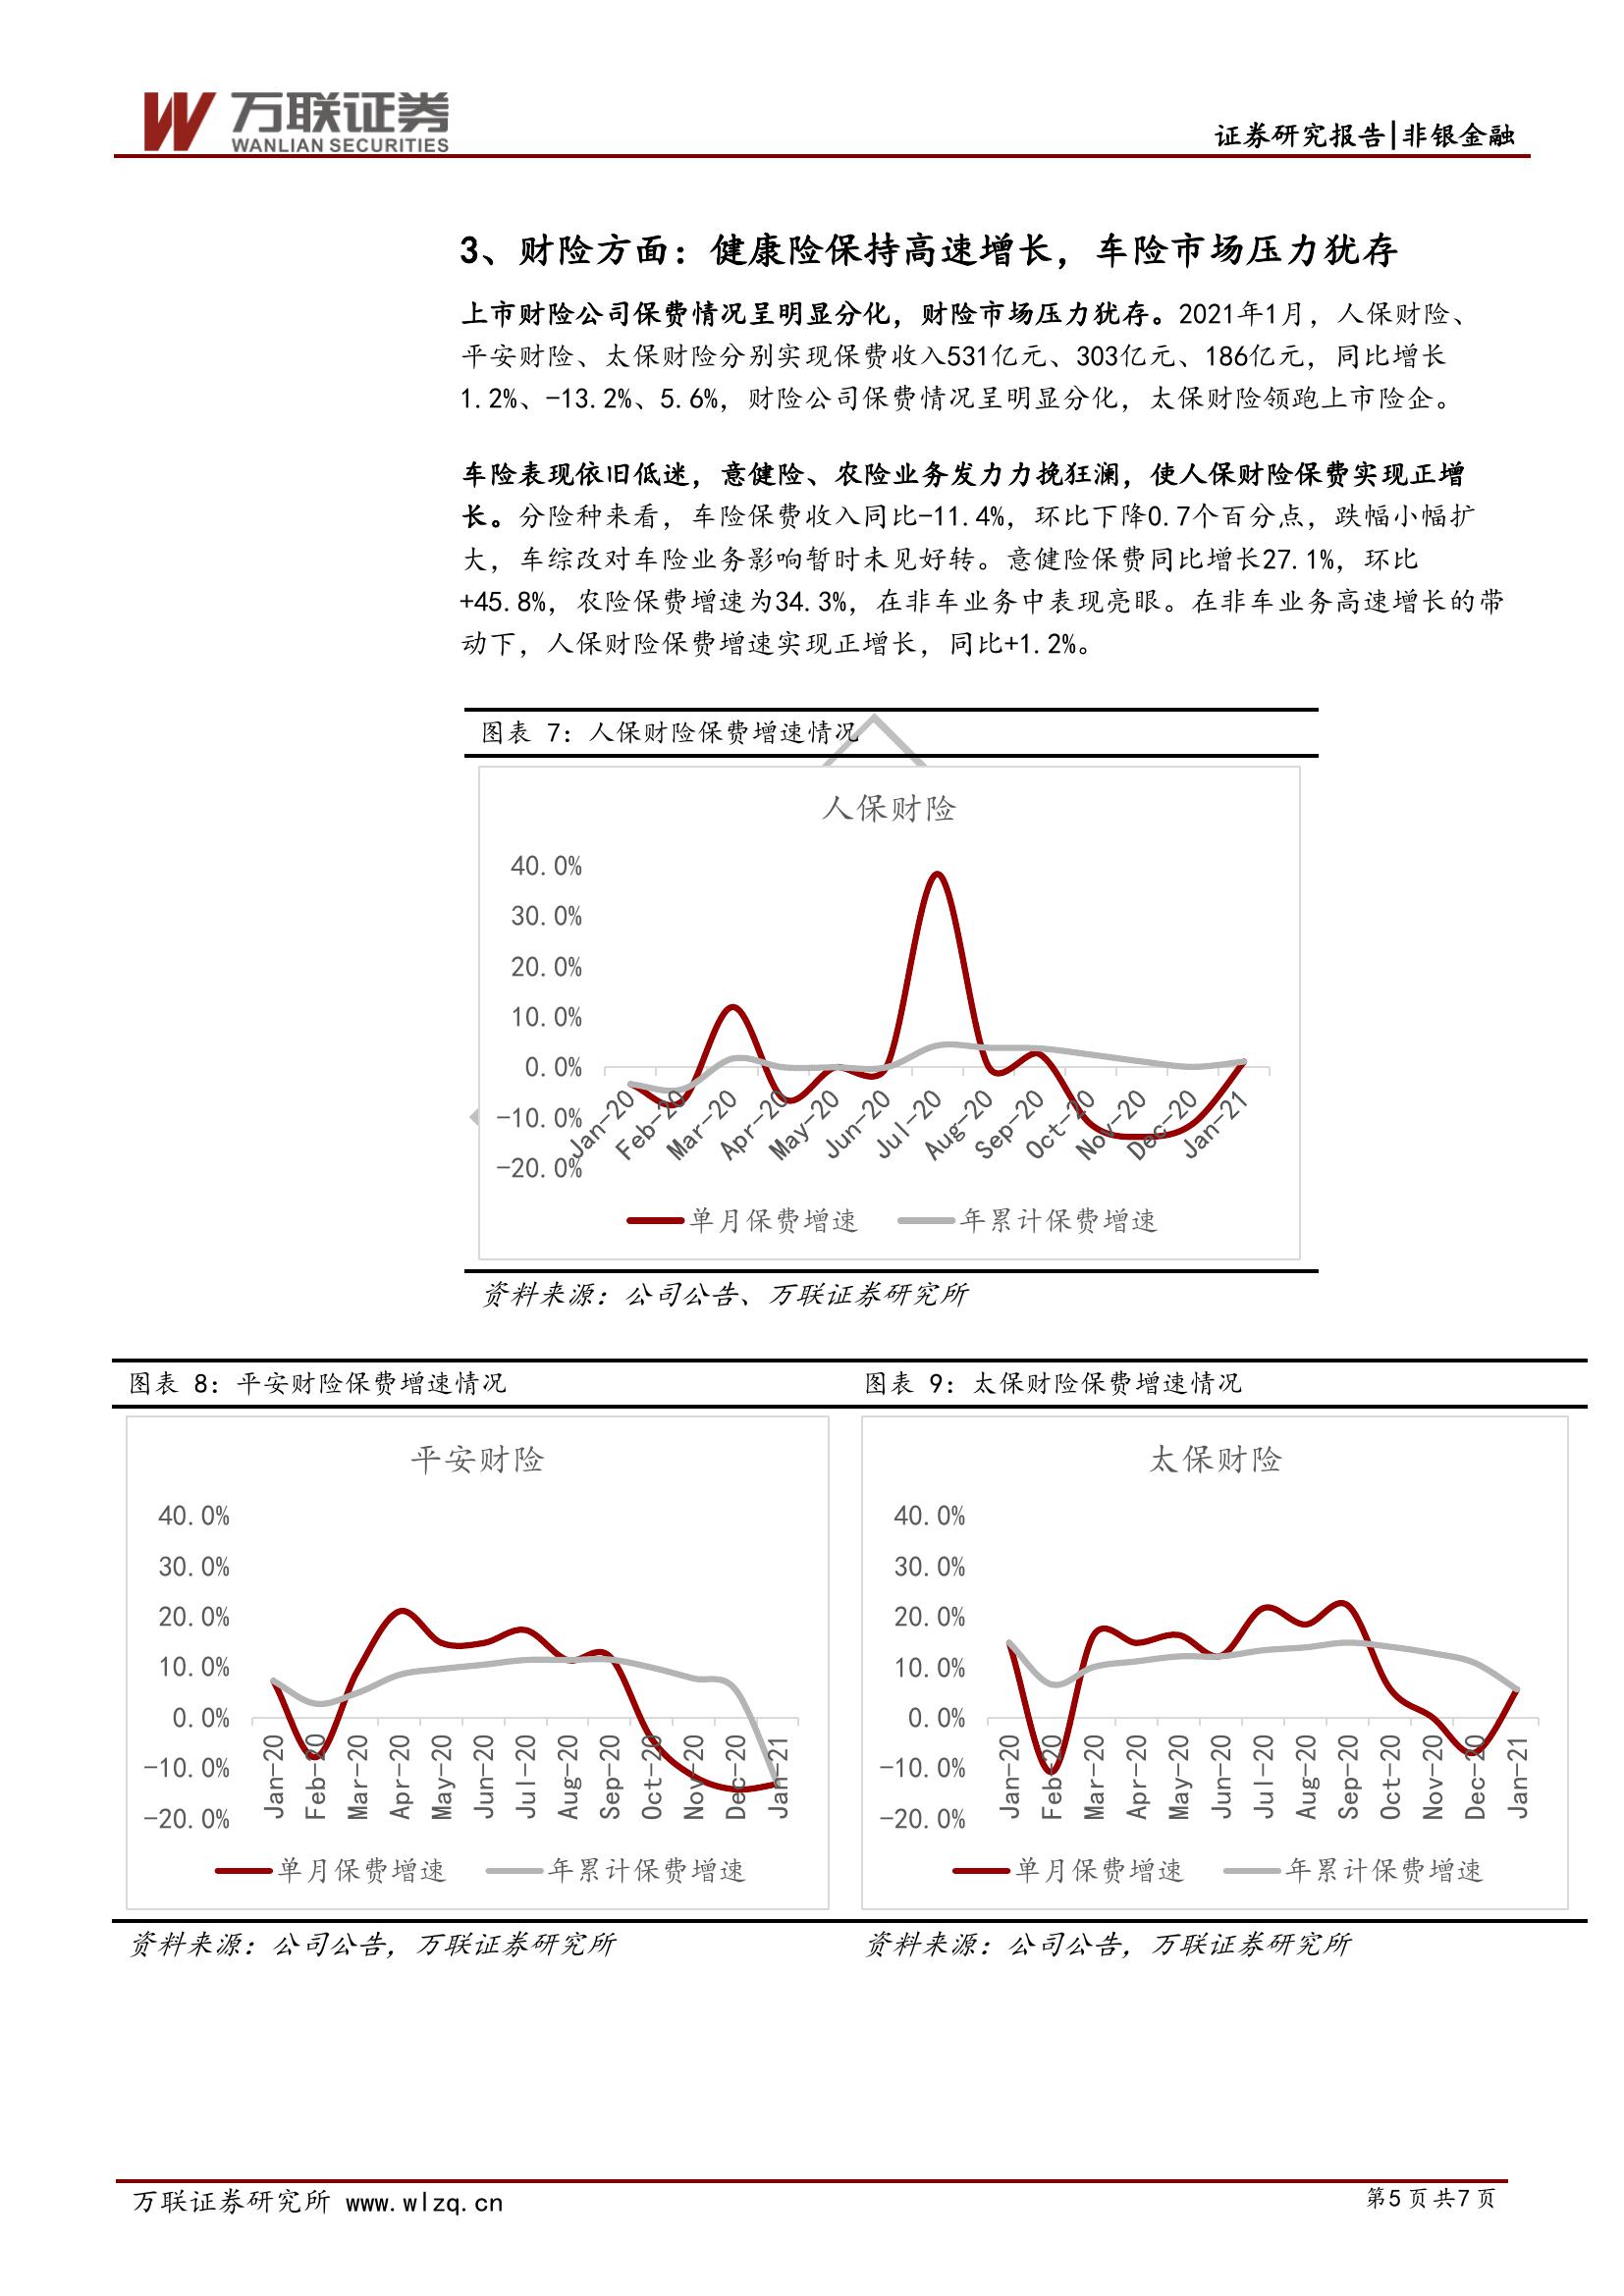 万联证券
WANLIAN SECURITIES
证券研究报告|非银金融
3、财险方面：健康险保持高速增长，车险市场压力犹存
上市财险公司保费情况呈明显分化，财险市场压力犹存。2021年1月，人保财险、
平安财险、太保财险分别实现保费收入531亿元、303亿元、186亿元，同比增长
1.2%、-13.2%、5.6%，财险公司保费情况呈明显分化，太保财险领跑上市险企。
车险表现依旧低迷，意健险、农险业务发力力挽狂澜，使人保财险保费实现正增
长。分险种来看，车险保费收入同比-11.4%，环比下降0.7个百分点，跌幅小幅扩
大，车综改对车险业务影响暂时未见好转。意健险保费同比增长27.1%，环比
+45.8%，农险保费增速为34.3%，在非车业务中表现亮眼。在非车业务高速增长的带
动下，人保财险保费增速实现正增长，同比+1.2%。
图表 7：人保财险保费增速情况
人保财险
40.0%
30.0%
20.0%
10.0%
0.0%
-10.0%
-20.0%
Jan-20 Feb-20 Mar-20 Apr-20 May-20 Jun-20 Jul-20 Aug-20 Sep-20 Oct-20 Nov-20 Dec-20 Jan-21
单月保费增速 年累计保费增速
资料来源：公司公告、万联证券研究所
图表 8：平安财险保费增速情况
平安财险
40.0%
30.0%
20.0%
10.0%
0.0%
-10.0%
-20.0%
Jan-20 Feb-20 Mar-20 Apr-20 May-20 Jun-20 Jul-20 Aug-20 Sep-20 Oct-20 Nov-20 Dec-20 Jan-21
单月保费增速 年累计保费增速
资料来源：公司公告，万联证券研究所
图表 9：太保财险保费增速情况
太保财险
40.0%
30.0%
20.0%
10.0%
0.0%
-10.0%
-20.0%
Jan-20 Feb-20 Mar-20 Apr-20 May-20 Jun-20 Jul-20 Aug-20 Sep-20 Oct-20 Nov-20 Dec-20 Jan-21
单月保费增速 年累计保费增速
资料来源：公司公告，万联证券研究所
万联证券研究所 www.wlzq.cn
第5页共7页